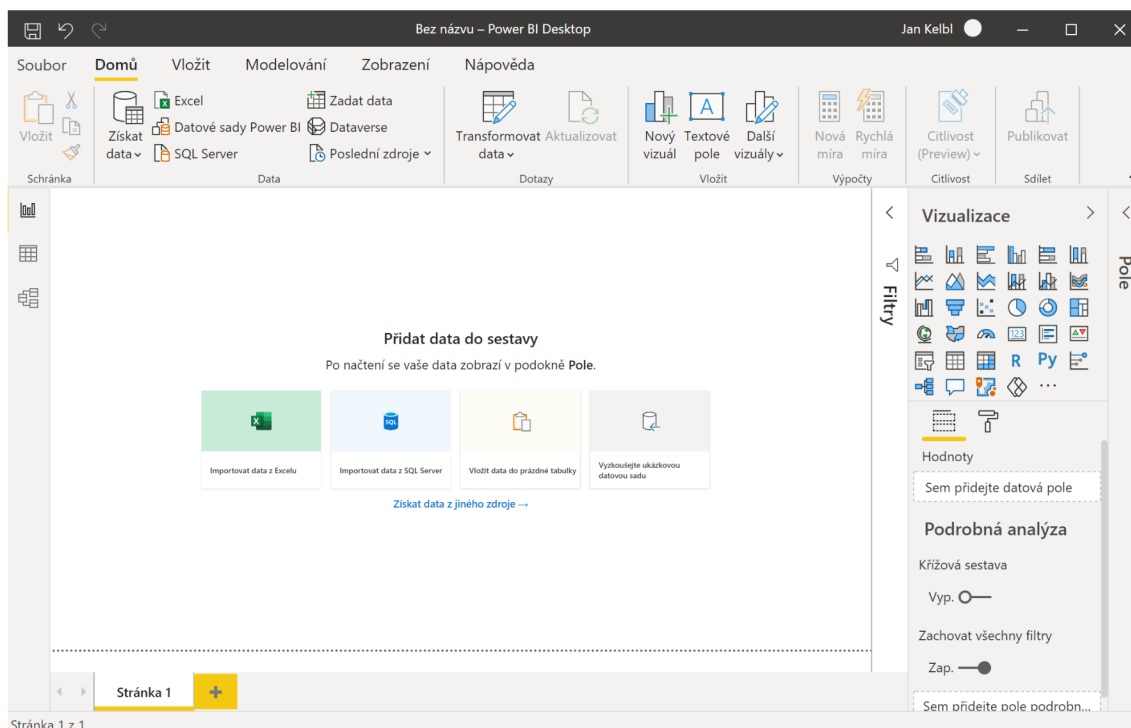 Bez názvu – Power BI Desktop
Jan Kelbl
Soubor Domů Vložit Modelování Zobrazení Nápověda
Vložit
Schránka
Získat
data
Excel
Datové sady Power BI
SQL Server
Zadat data
Dataverse
Poslední zdroje
Data
Transformovat
data
Aktualizovat
Dotazy
Nový
vizuál
Textové
pole
A
Další
vizuály
Vložit
Nová
míra
Rychlá
míra
Výpočty
Citlivost
(Preview)
Citlivost
Publikovat
Sdílet
Filtry
Vizualizace
123
R Py
Hodnoty
Sem přidejte datová pole
Podrobná analýza
Křížová sestava
Vyp.
Zachovat všechny filtry
Zap.
Sem přidejte pole podrobn...
Pole
Přidat data do sestavy
Po načtení se vaše data zobrazí v podokně Pole.
SQL
Importovat data z Excelu
Importovat data z SQL Server
Vložit data do prázdné tabulky
Vyzkoušejte ukázkovou
datovou sadu
Získat data z jiného zdroje →
Stránka 1
+
Stránka 1 z 1